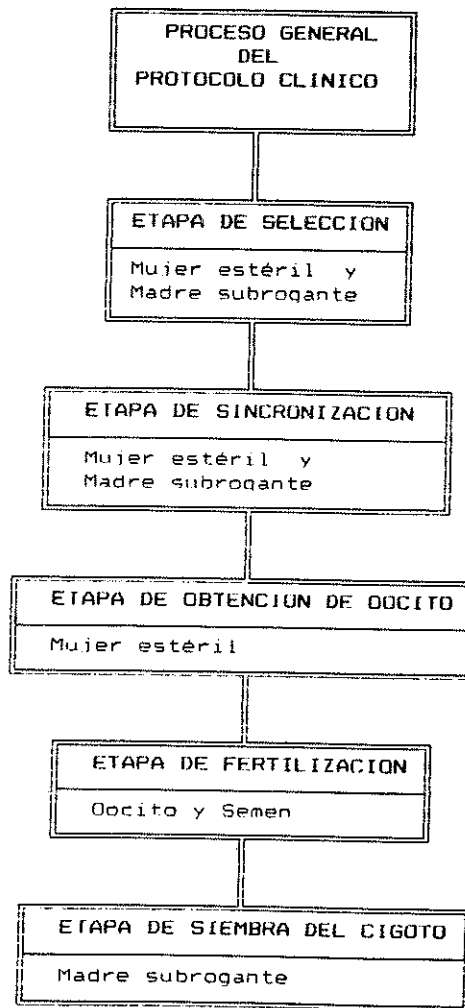 PROCESO GENERAL
DEL
PROTOCOLO CLINICO
ETAPA DE SELECCION
Mujer estéril y
Madre subrogante
ETAPA DE SINCRONIZACION
Mujer estéril y
Madre subrogante
ETAPA DE OBTENCION DE OOCITO
Mujer estéril
ETAPA DE FERTILIZACION
Oocito y Semen
ETAPA DE SIEMBRA DEL CIGOTO
Madre subrogante